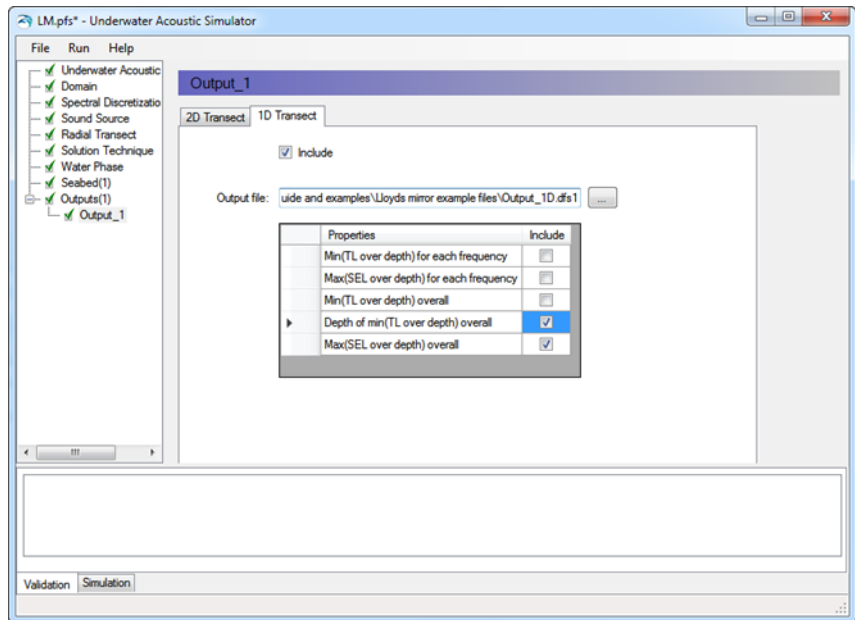 LM.pfs* - Underwater Acoustic Simulator
File Run Help
Underwater Acoustic
Domain
Spectral Discretizatio
Sound Source
Radial Transect
Solution Technique
Water Phase
Seabed(1)
Outputs(1)
Output_1
Output_1
2D Transect 1D Transect
Include
Output file: uide and examples\Lloyds mirror example files\Output_1D.dfs1 ...
Properties Include
Min(TL over depth) for each frequency
Max(SEL over depth) for each frequency
Min(TL over depth) overall
Depth of min(TL over depth) overall
Max(SEL over depth) overall
Validation Simulation